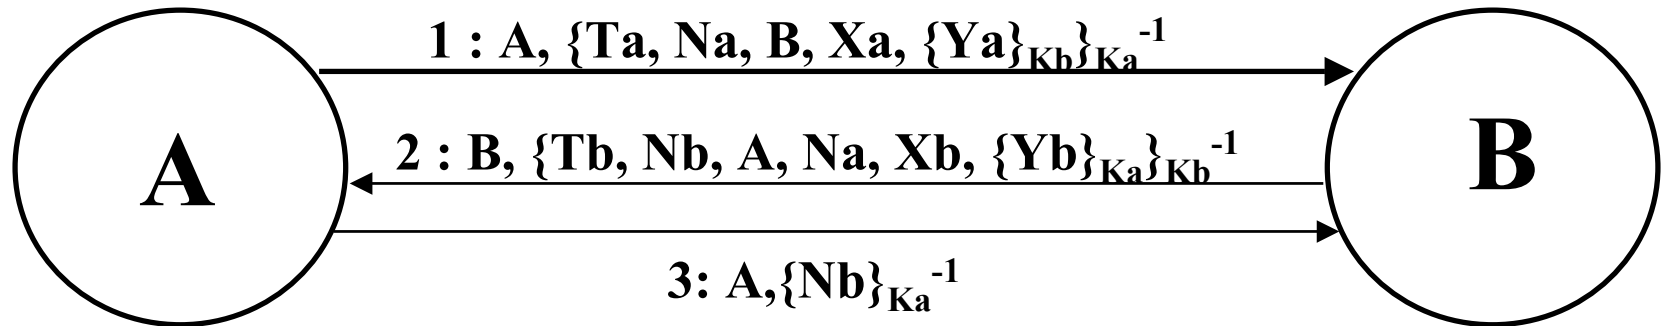 1 : A, {Ta, Na, B, Xa, {Ya}Kb}Ka-1
A
B
2 : B, {Tb, Nb, A, Na, Xb, {Yb}Ka}Kb-1
3: A,{Nb}Ka-1